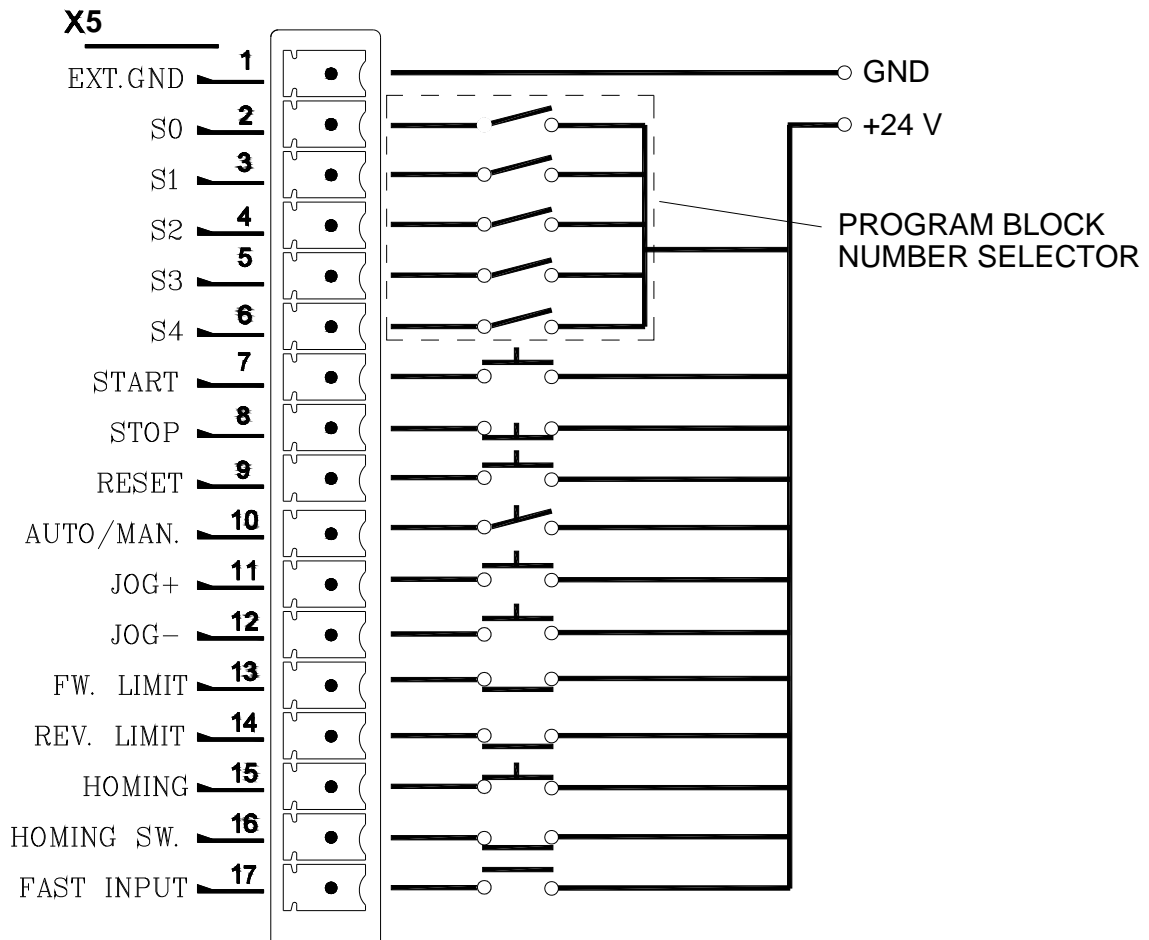 X5
EXT.GND 1 GND
S0 2 +24 V
S1 3
S2 4
PROGRAM BLOCK
NUMBER SELECTOR
S3 5
S4 6
START 7
STOP 8
RESET 9
AUTO/MAN. 10
JOG+ 11
JOG− 12
FW. LIMIT 13
REV. LIMIT 14
HOMING 15
HOMING SW. 16
FAST INPUT 17